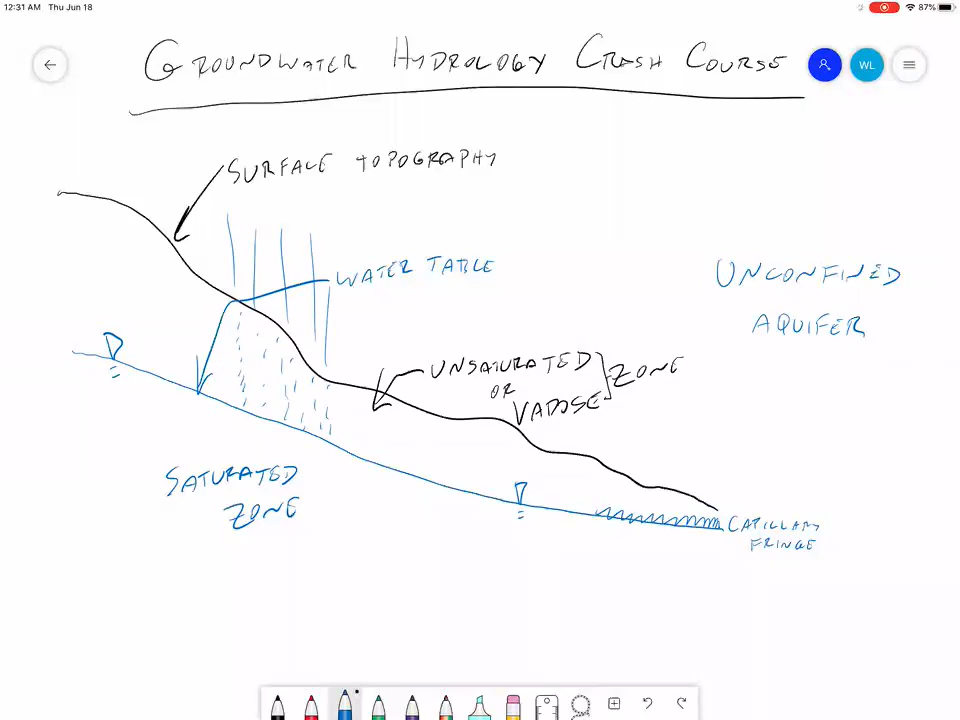 12:31 AM Thu Jun 18
87%
GROUNDWATER HYDROLOGY CRASH COURSE
WL
SURFACE TOPOGRAPHY
WATER TABLE
UNCONFINED
AQUIFER
UNSATURATED
OR
VADOSE
ZONE
SATURATED
ZONE
CAPILLARY
FRINGE